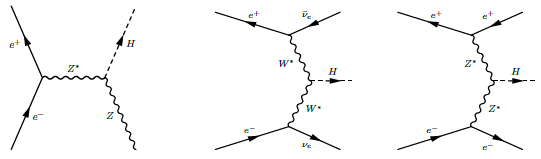 e⁺ Z* H
e⁻ Z
e⁺ ν̄ₑ
W*
H
W*
e⁻ νₑ
e⁺ e⁺
Z*
H
Z*
e⁻ e⁻